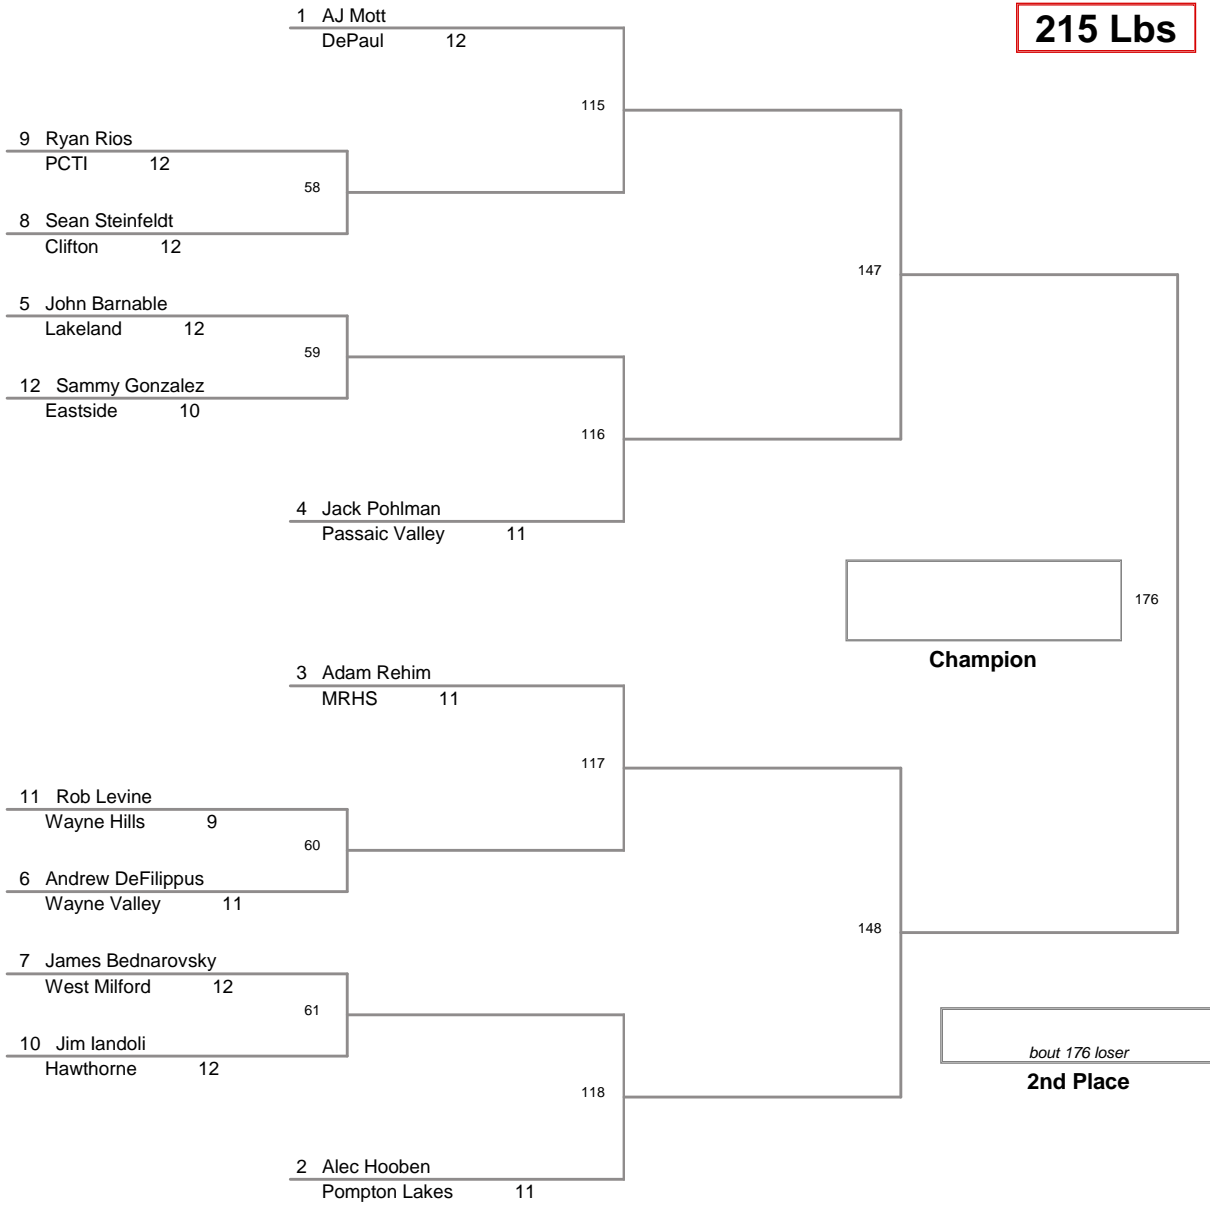 1 AJ Mott
DePaul 12
215 Lbs
115
9 Ryan Rios
PCTI 12
58
8 Sean Steinfeldt
Clifton 12
147
5 John Barnable
Lakeland 12
59
12 Sammy Gonzalez
Eastside 10
116
4 Jack Pohlman
Passaic Valley 11
176
Champion
3 Adam Rehim
MRHS 11
117
11 Rob Levine
Wayne Hills 9
60
6 Andrew DeFilippus
Wayne Valley 11
148
7 James Bednarovsky
West Milford 12
61
10 Jim Iandoli
Hawthorne 12
bout 176 loser
2nd Place
118
2 Alec Hooben
Pompton Lakes 11